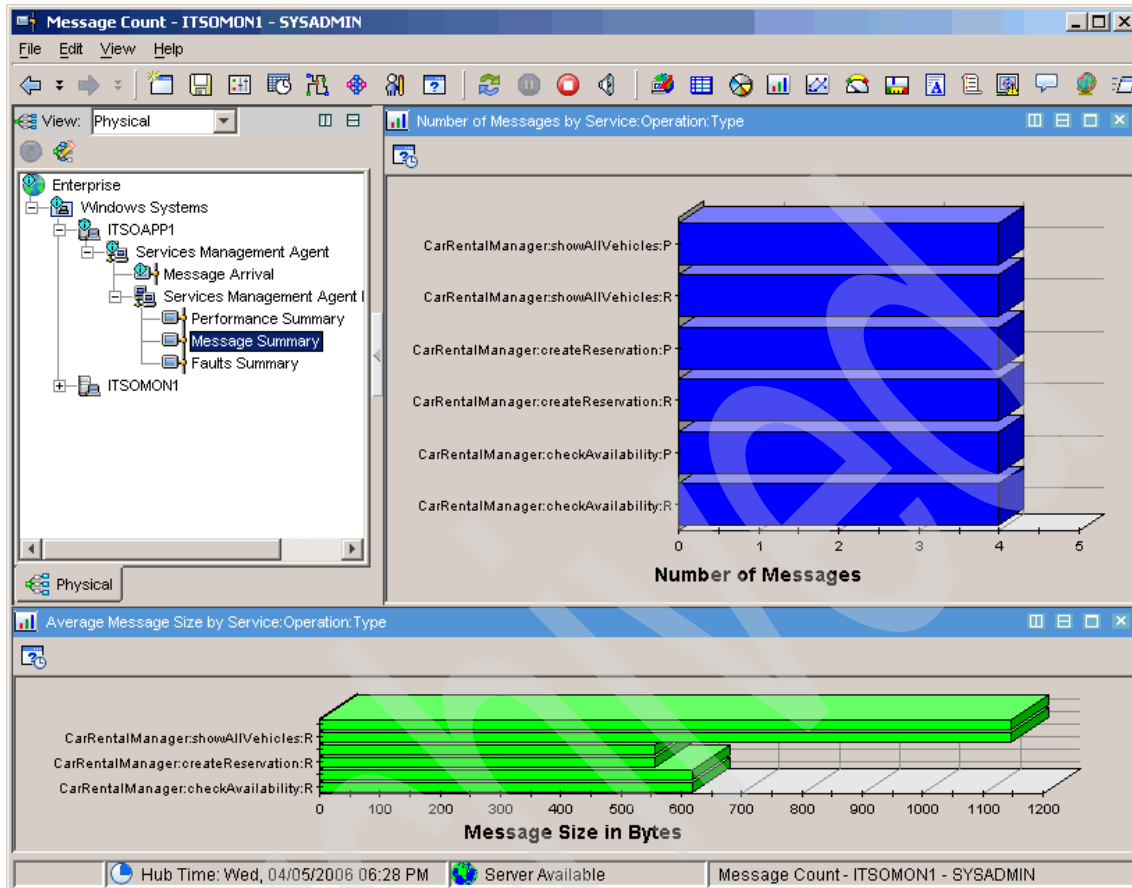 Message Count - ITSOMON1 - SYSADMIN
File Edit View Help
View: Physical
Enterprise
Windows Systems
ITSOAPP1
Services Management Agent
Message Arrival
Services Management Agent
Performance Summary
Message Summary
Faults Summary
ITSOMON1
Physical
Number of Messages by Service:Operation:Type
CarRentalManager:showAllVehicles:P
CarRentalManager:showAllVehicles:R
CarRentalManager:createReservation:P
CarRentalManager:createReservation:R
CarRentalManager:checkAvailability:P
CarRentalManager:checkAvailability:R
0 1 2 3 4 5
Number of Messages
Average Message Size by Service:Operation:Type
CarRentalManager:showAllVehicles:R
CarRentalManager:createReservation:R
CarRentalManager:checkAvailability:R
0 100 200 300 400 500 600 700 800 900 1000 1100 1200
Message Size in Bytes
Hub Time: Wed, 04/05/2006 06:28 PM
Server Available
Message Count - ITSOMON1 - SYSADMIN